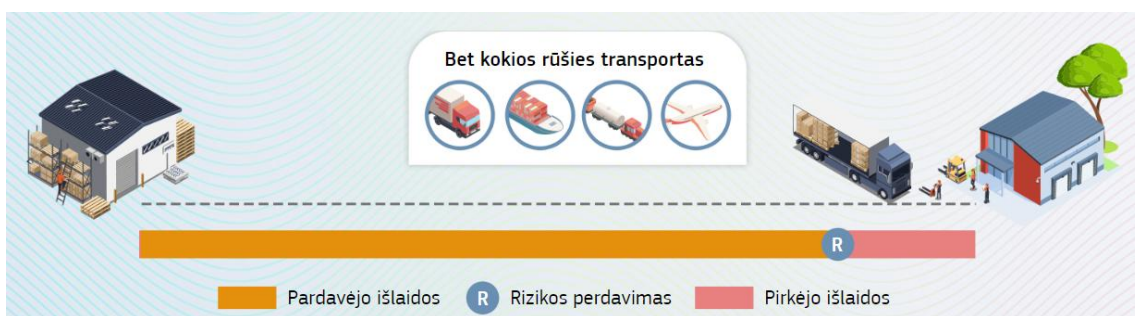 Bet kokios rūšies transportas
R
Pardavėjo išlaidos R Rizikos perdavimas Pirkėjo išlaidos